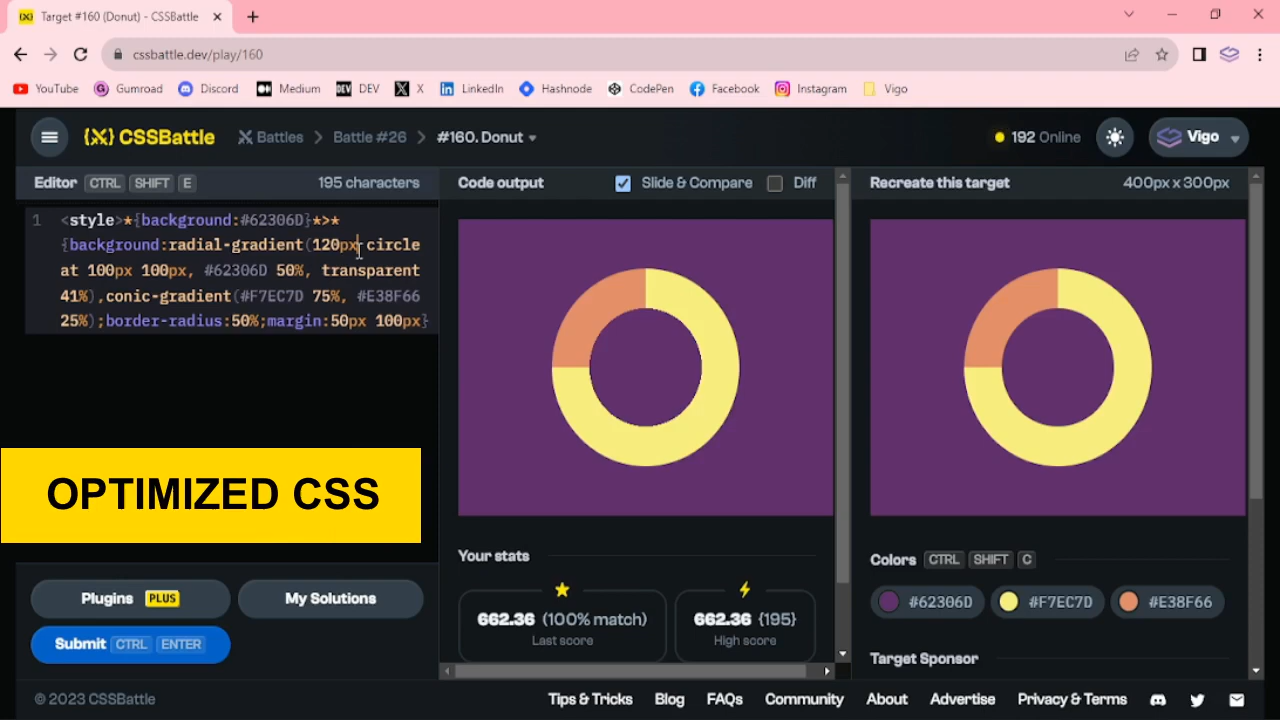 Target #160 (Donut) - CSSBattle
cssbattle.dev/play/160
YouTube Gumroad Discord Medium DEV X LinkedIn Hashnode CodePen Facebook Instagram Vigo
CSSBattle Battles > Battle #26 > #160. Donut 192 Online Vigo
Editor CTRL SHIFT E 195 characters
Code output Slide & Compare Diff
Recreate this target 400px x 300px
1 <style>*{background:#62306D}*>*
{background:radial-gradient(120px circle
at 100px 100px, #62306D 50%, transparent
41%),conic-gradient(#F7EC7D 75%, #E38F66
25%);border-radius:50%;margin:50px 100px}
OPTIMIZED CSS
Plugins PLUS My Solutions
Submit CTRL ENTER
Your stats
662.36 (100% match)
Last score
662.36 {195}
High score
Colors CTRL SHIFT C
#62306D #F7EC7D #E38F66
Target Sponsor
© 2023 CSSBattle Tips & Tricks Blog FAQs Community About Advertise Privacy & Terms